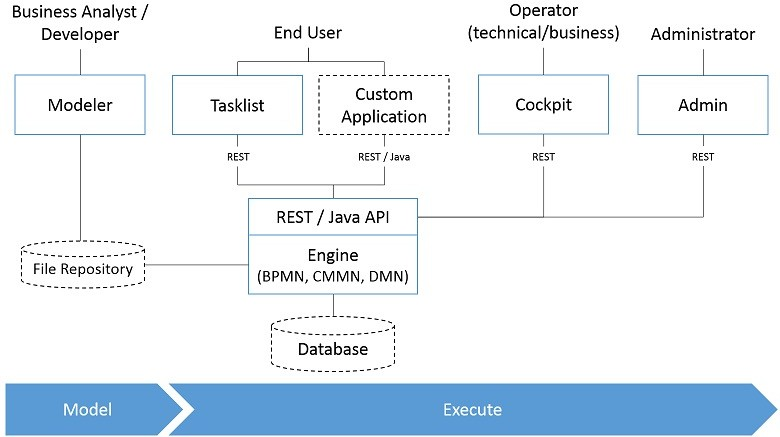 Business Analyst /
Developer
End User
Operator
(technical/business)
Administrator
Modeler
Tasklist
Custom
Application
Cockpit
Admin
REST
REST / Java
REST
REST
REST / Java API
Engine
(BPMN, CMMN, DMN)
File Repository
Database
Model
Execute